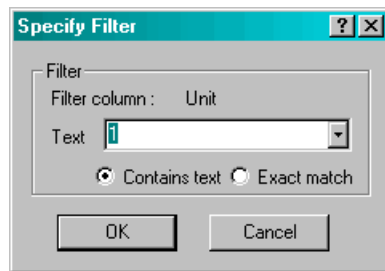 Specify Filter
Filter
Filter column : Unit
Text 1
Contains text Exact match
OK Cancel